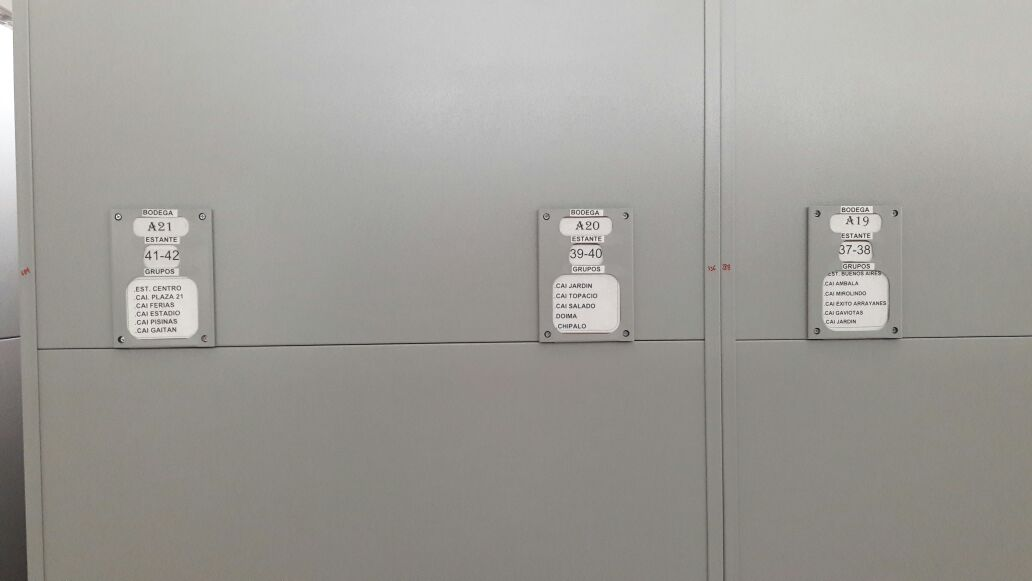 BODEGA
A21
ESTANTE
41-42
GRUPOS
.EST. CENTRO
.CAI. PLAZA 21
.CAI FERIAS
.CAI ESTADIO
.CAI PISINAS
.CAI GAITAN
BODEGA
A20
ESTANTE
39-40
GRUPOS
.CAI JARDIN
.CAI TOPACIO
.CAI SALADO
DOIMA
.CHIPALO
BODEGA
A19
ESTANTE
37-38
GRUPOS
.EST. BUENOS AIRES
.CAI AMBALA
.CAI MIROLINDO
.CAI EXITO ARRAYANES
.CAI GAVIOTAS
.CAI JARDIN